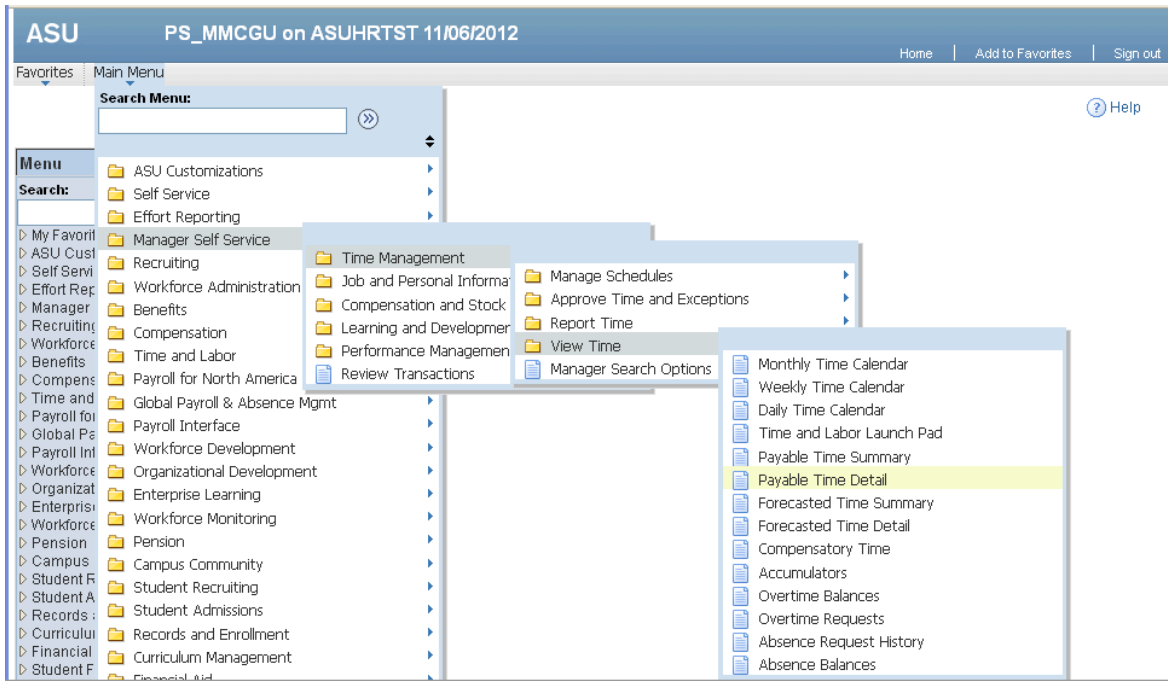 ASU
PS_MMCGU on ASUHRTST 11/06/2012
Home | Add to Favorites | Sign out
Favorites Main Menu
Search Menu:
? Help
Menu
Search:
My Favorit
ASU Cust
Self Servi
Effort Rep
Manager
Recruiting
Workforce
Benefits
Compens
Time and
Payroll for
Global Pa
Payroll Int
Workforce
Organizat
Enterprise
Workforce
Pension
Campus
Student R
Student A
Records a
Curriculur
Financial
Student F
ASU Customizations
Self Service
Effort Reporting
Manager Self Service
Recruiting
Workforce Administration
Benefits
Compensation
Time and Labor
Payroll for North America
Global Payroll & Absence Mgmt
Payroll Interface
Workforce Development
Organizational Development
Enterprise Learning
Workforce Monitoring
Pension
Campus Community
Student Recruiting
Student Admissions
Records and Enrollment
Curriculum Management
Financial Aid
Time Management
Job and Personal Informat
Compensation and Stock
Learning and Developmen
Performance Managemen
Review Transactions
Manage Schedules
Approve Time and Exceptions
Report Time
View Time
Manager Search Options
Monthly Time Calendar
Weekly Time Calendar
Daily Time Calendar
Time and Labor Launch Pad
Payable Time Summary
Payable Time Detail
Forecasted Time Summary
Forecasted Time Detail
Compensatory Time
Accumulators
Overtime Balances
Overtime Requests
Absence Request History
Absence Balances